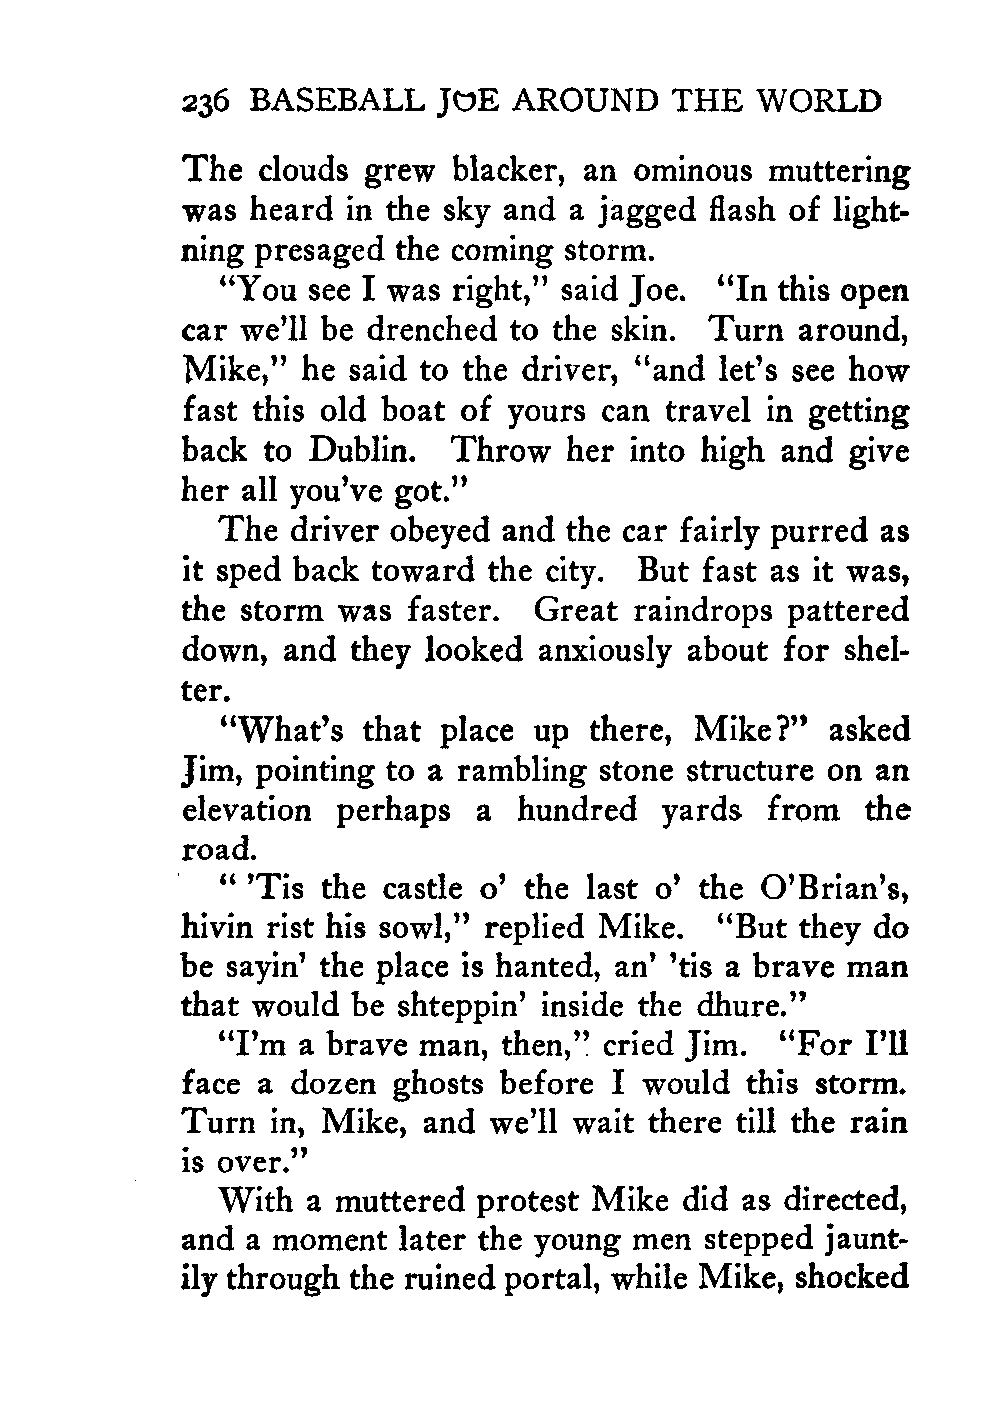 236 BASEBALL JOE AROUND THE WORLD
The clouds grew blacker, an ominous muttering
was heard in the sky and a jagged flash of light-
ning presaged the coming storm.
"You see I was right," said Joe. "In this open
car we'll be drenched to the skin. Turn around,
Mike," he said to the driver, "and let's see how
fast this old boat of yours can travel in getting
back to Dublin. Throw her into high and give
her all you've got."
The driver obeyed and the car fairly purred as
it sped back toward the city. But fast as it was,
the storm was faster. Great raindrops pattered
down, and they looked anxiously about for shel-
ter.
"What's that place up there, Mike?" asked
Jim, pointing to a rambling stone structure on an
elevation perhaps a hundred yards from the
road.
" 'Tis the castle o' the last o' the O'Brian's,
hivin rist his sowl," replied Mike. "But they do
be sayin' the place is hanted, an' 'tis a brave man
that would be shteppin' inside the dhure."
"I'm a brave man, then," cried Jim. "For I'll
face a dozen ghosts before I would this storm.
Turn in, Mike, and we'll wait there till the rain
is over."
With a muttered protest Mike did as directed,
and a moment later the young men stepped jaunt-
ily through the ruined portal, while Mike, shocked